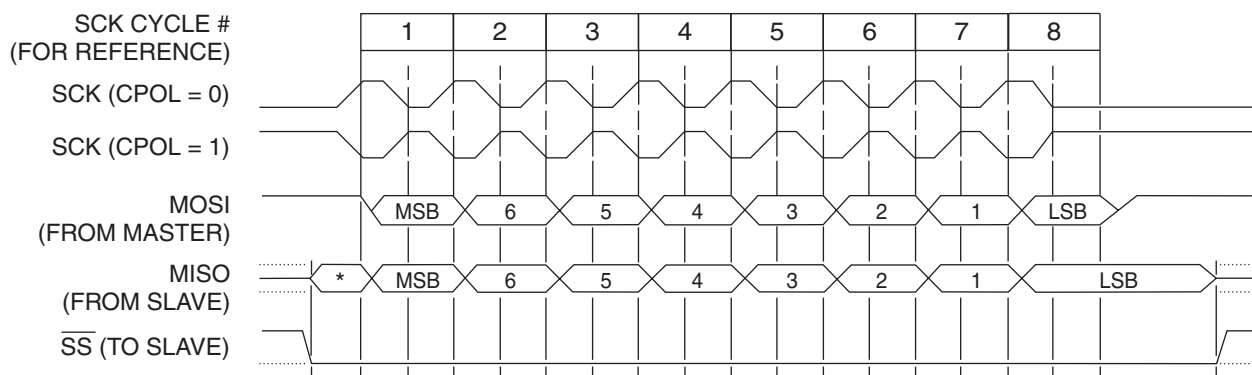 SCK CYCLE #
(FOR REFERENCE)
1 2 3 4 5 6 7 8
SCK (CPOL = 0)
SCK (CPOL = 1)
MOSI
(FROM MASTER)
MSB 6 5 4 3 2 1 LSB
MISO
(FROM SLAVE)
* MSB 6 5 4 3 2 1 LSB
S̅S̅ (TO SLAVE)